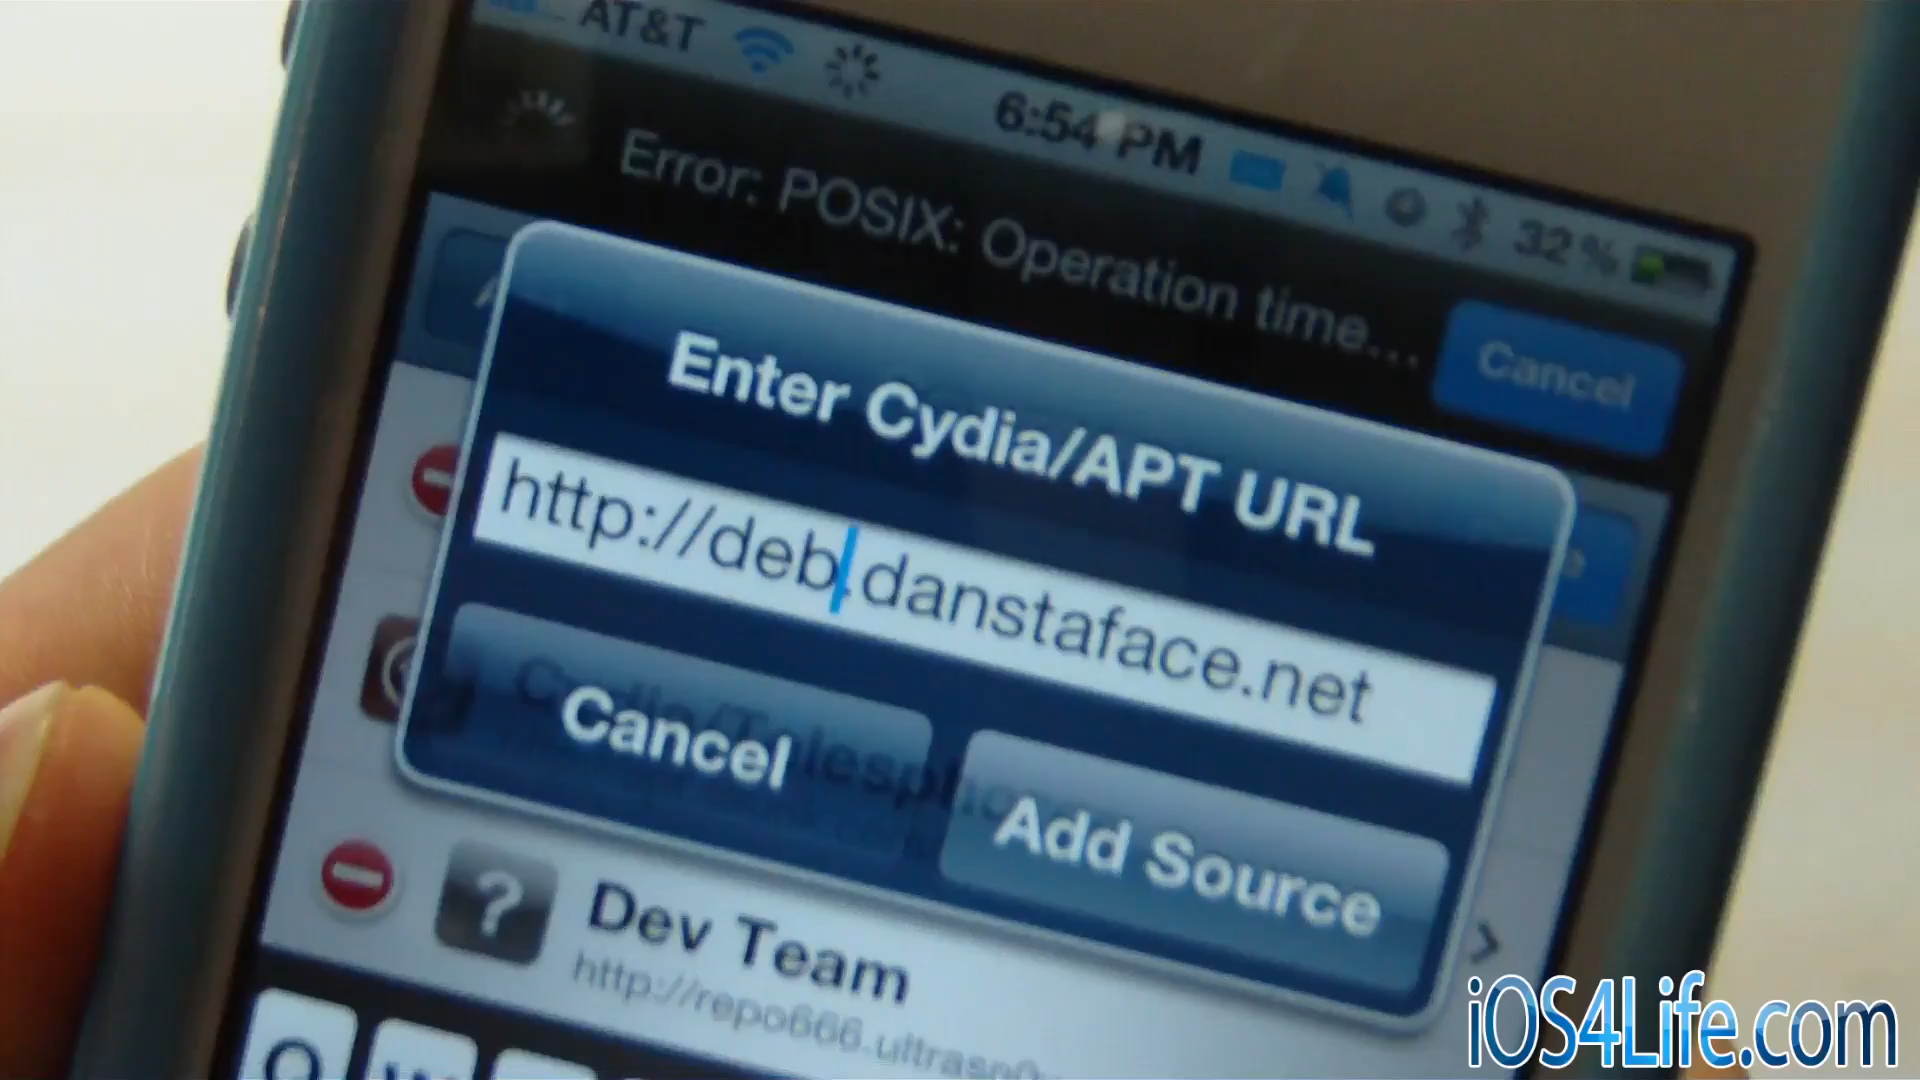 AT&T 6:54 PM 32%
Error: POSIX: Operation time...
Cancel
Enter Cydia/APT URL
http://deb.danstaface.net
Cancel
Add Source
Dev Team
http://repo666.ultrasn0
Q W
iOS4Life.com